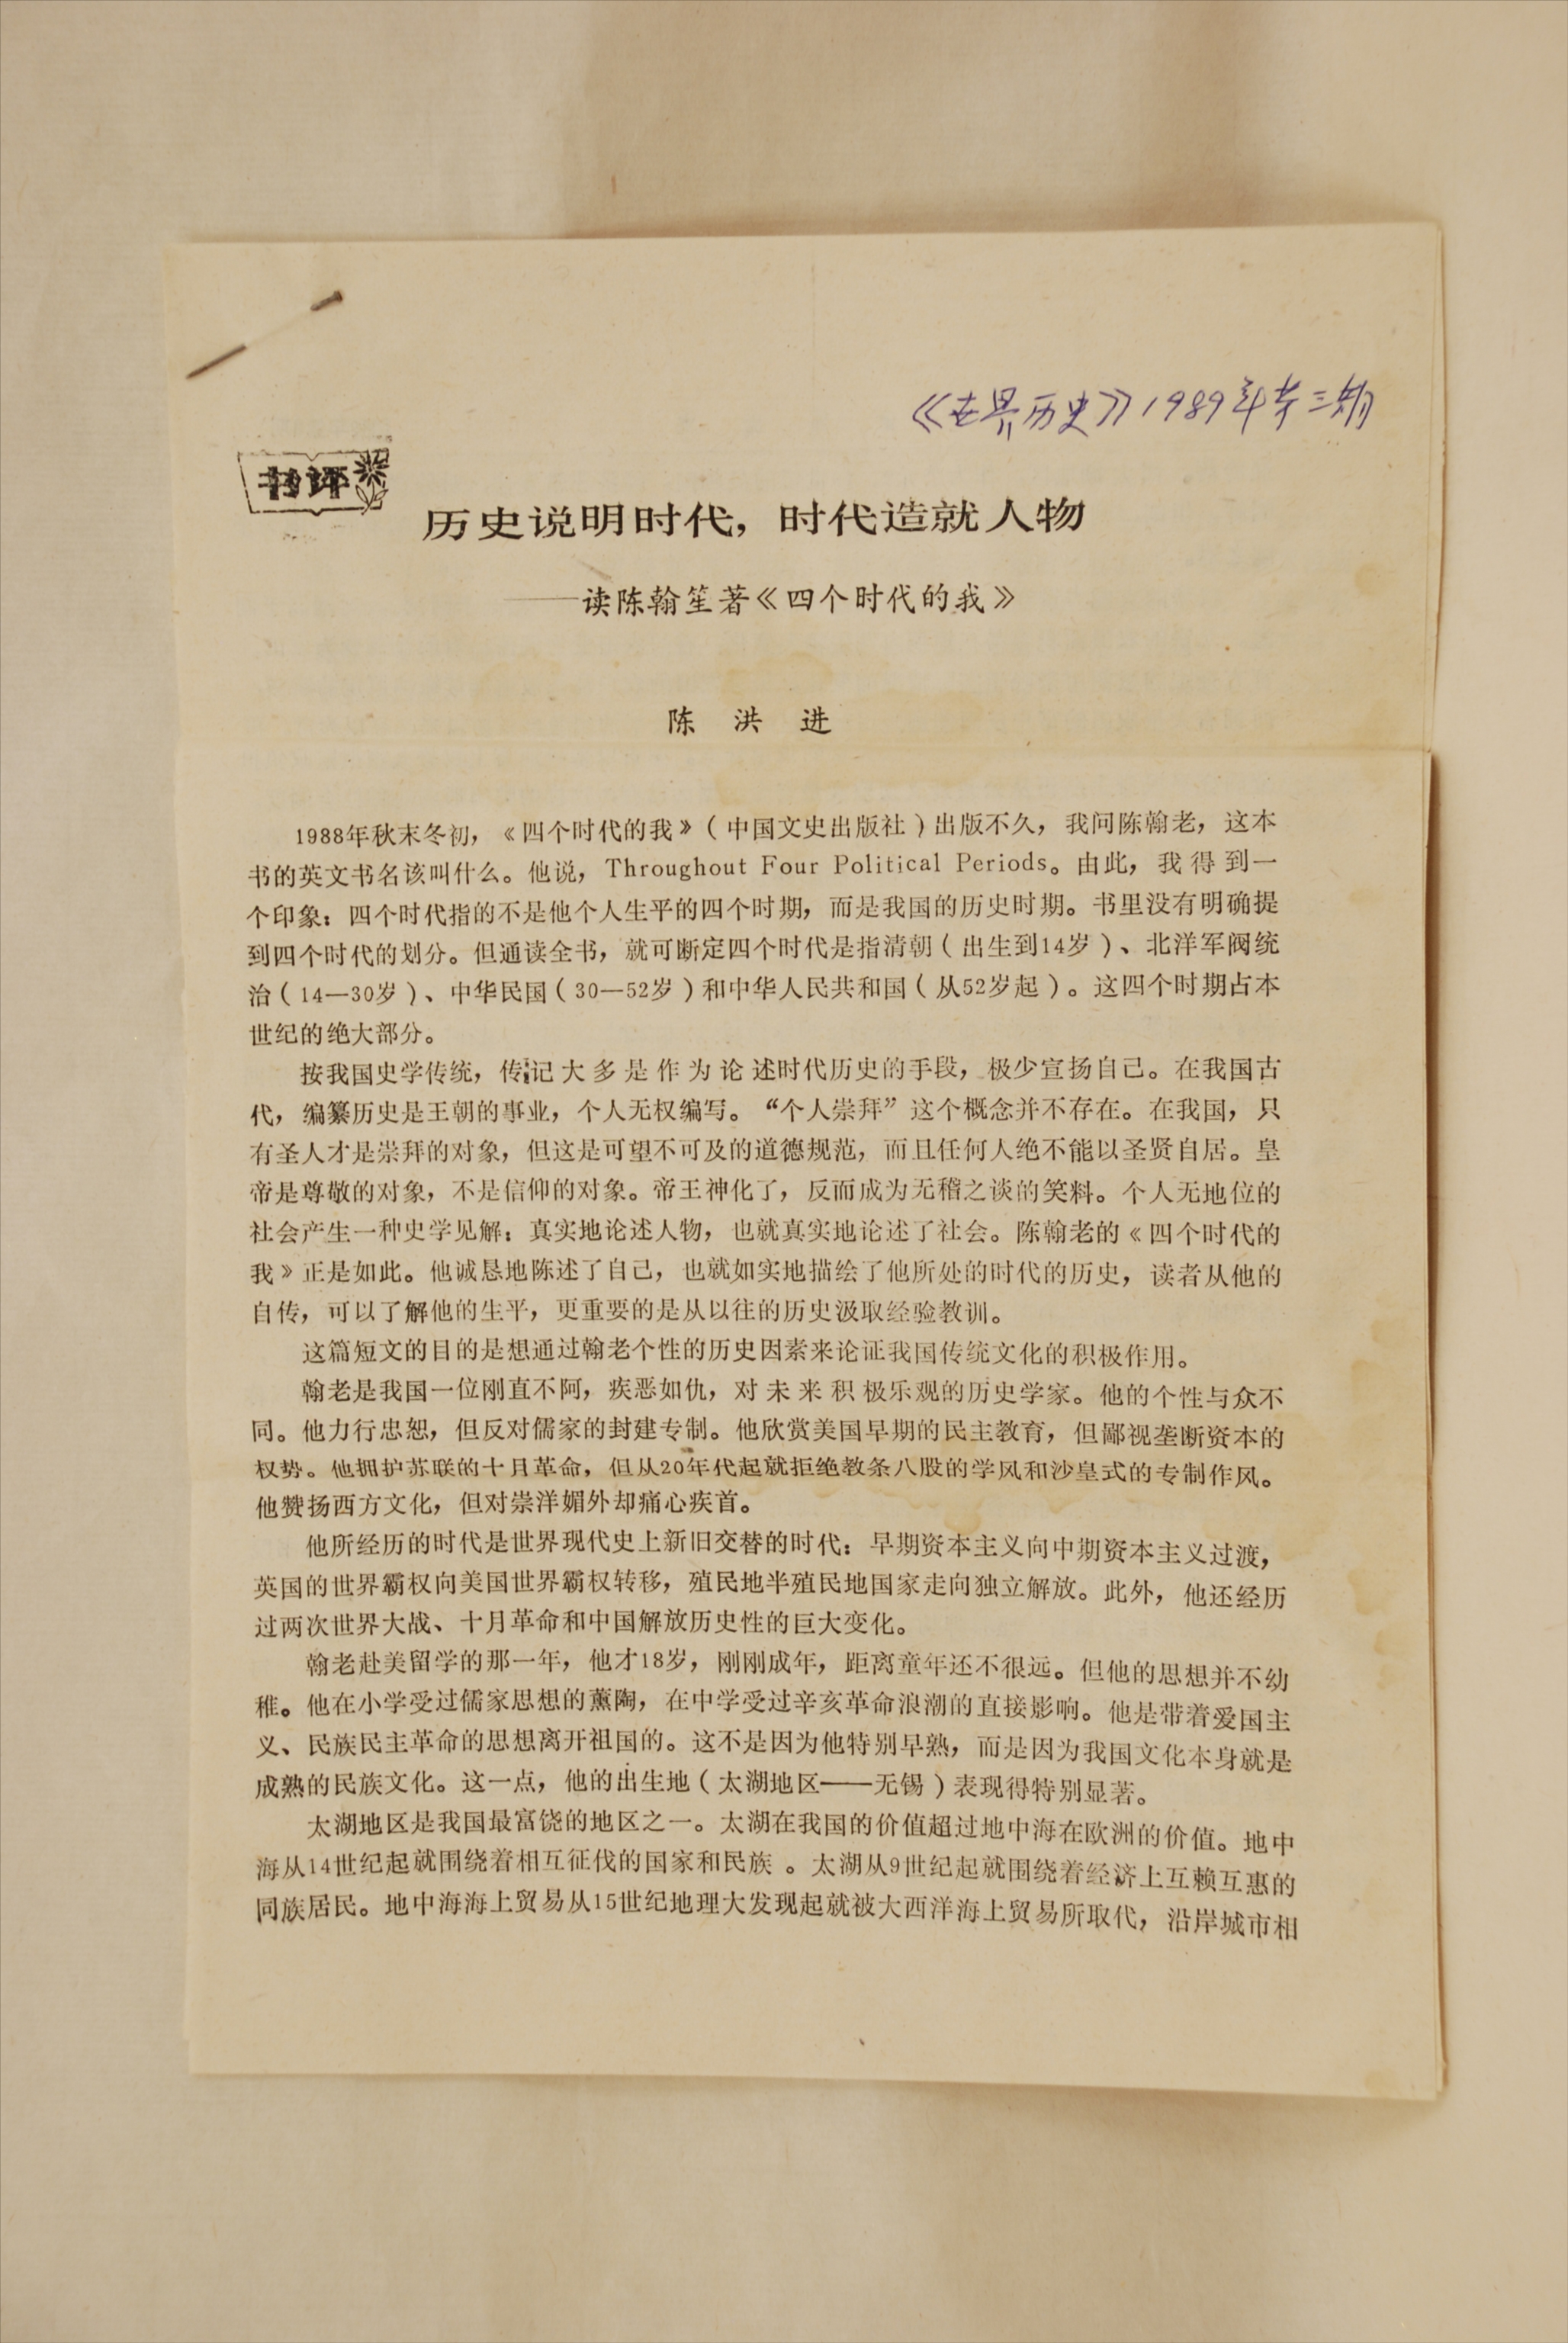 《世界历史》1989年第三期
书评
历史说明时代，时代造就人物
——读陈翰笙著《四个时代的我》
陈 洪 进
1988年秋末冬初，《四个时代的我》（中国文史出版社）出版不久，我问陈翰老，这本
书的英文书名该叫什么。他说，Throughout Four Political Periods。由此，我得到一
个印象：四个时代指的不是他个人生平的四个时期，而是我国的历史时期。书里没有明确提
到四个时代的划分。但通读全书，就可断定四个时代是指清朝（出生到14岁）、北洋军阀统
治（14—30岁）、中华民国（30—52岁）和中华人民共和国（从52岁起）。这四个时期占本
世纪的绝大部分。
按我国史学传统，传记大多是作为论述时代历史的手段，极少宣扬自己。在我国古
代，编纂历史是王朝的事业，个人无权编写。“个人崇拜”这个概念并不存在。在我国，只
有圣人才是崇拜的对象，但这是可望不可及的道德规范，而且任何人绝不能以圣贤自居。皇
帝是尊敬的对象，不是信仰的对象。帝王神化了，反而成为无稽之谈的笑料。个人无地位的
社会产生一种史学见解：真实地论述人物，也就真实地论述了社会。陈翰老的《四个时代的
我》正是如此。他诚恳地陈述了自己，也就如实地描绘了他所处的时代的历史，读者从他的
自传，可以了解他的生平，更重要的是从以往的历史汲取经验教训。
这篇短文的目的是想通过翰老个性的历史因素来论证我国传统文化的积极作用。
翰老是我国一位刚直不阿，疾恶如仇，对未来积极乐观的历史学家。他的个性与众不
同。他力行忠恕，但反对儒家的封建专制。他欣赏美国早期的民主教育，但鄙视垄断资本的
权势。他拥护苏联的十月革命，但从20年代起就拒绝教条八股的学风和沙皇式的专制作风。
他赞扬西方文化，但对崇洋媚外却痛心疾首。
他所经历的时代是世界现代史上新旧交替的时代：早期资本主义向中期资本主义过渡，
英国的世界霸权向美国世界霸权转移，殖民地半殖民地国家走向独立解放。此外，他还经历
过两次世界大战、十月革命和中国解放历史性的巨大变化。
翰老赴美留学的那一年，他才18岁，刚刚成年，距离童年还不很远。但他的思想并不幼
稚。他在小学受过儒家思想的薰陶，在中学受过辛亥革命浪潮的直接影响。他是带着爱国主
义、民族民主革命的思想离开祖国的。这不是因为他特别早熟，而是因为我国文化本身就是
成熟的民族文化。这一点，他的出生地（太湖地区——无锡）表现得特别显著。
太湖地区是我国最富饶的地区之一。太湖在我国的价值超过地中海在欧洲的价值。地中
海从14世纪起就围绕着相互征伐的国家和民族 。太湖从9世纪起就围绕着经济上互赖互惠的
同族居民。地中海海上贸易从15世纪地理大发现起就被大西洋海上贸易所取代，沿岸城市相